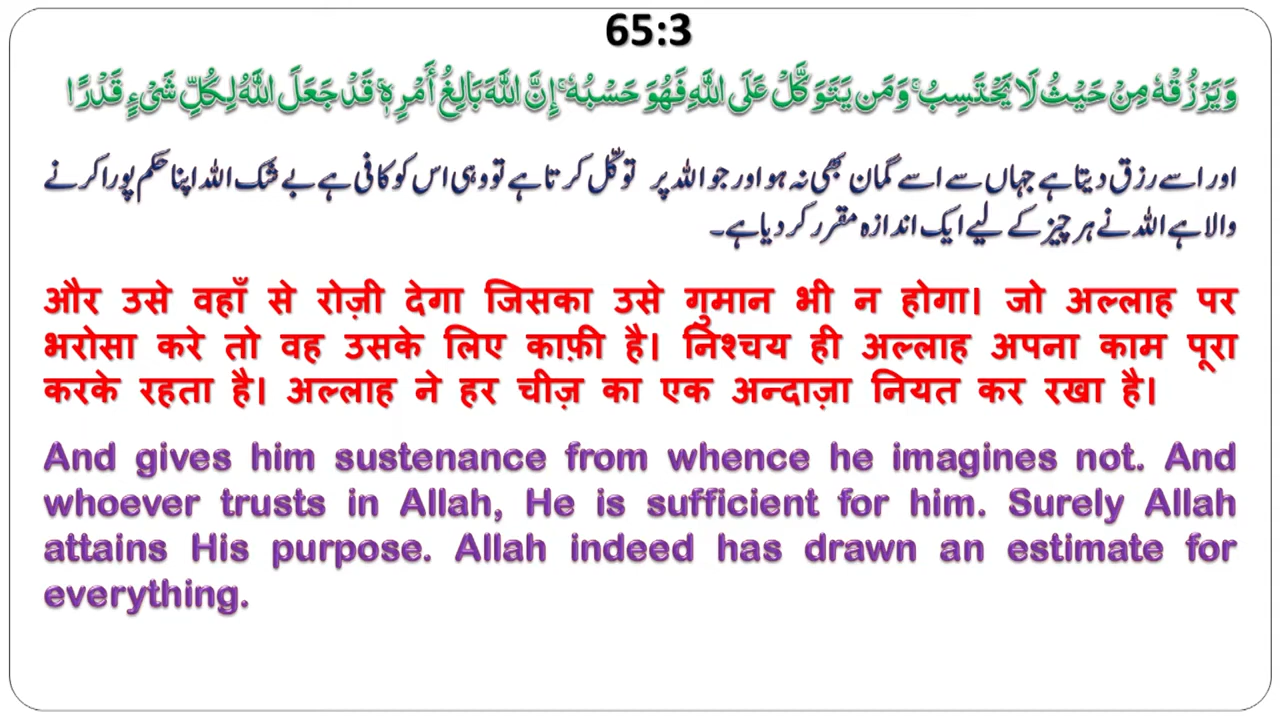 65:3
وَيَرْزُقْهُ مِنْ حَيْثُ لَا يَحْتَسِبُ ۚ وَمَن يَتَوَكَّلْ عَلَى اللَّهِ فَهُوَ حَسْبُهُ ۚ إِنَّ اللَّهَ بَالِغُ أَمْرِهِ ۚ قَدْ جَعَلَ اللَّهُ لِكُلِّ شَيْءٍ قَدْرًا
اور اسے رزق دیتا ہے جہاں سے اسے گمان بھی نہ ہو اور جو اللہ پر توکّل کرتا ہے تو وہی اس کو کافی ہے بے شک اللہ اپنا حکم پورا کرنے
والا ہے اللہ نے ہر چیز کے لیے ایک اندازہ مقرر کر دیا ہے۔
और उसे वहाँ से रोज़ी देगा जिसका उसे गुमान भी न होगा। जो अल्लाह पर
भरोसा करे तो वह उसके लिए काफ़ी है। निश्चय ही अल्लाह अपना काम पूरा
करके रहता है। अल्लाह ने हर चीज़ का एक अन्दाज़ा नियत कर रखा है।
And gives him sustenance from whence he imagines not. And
whoever trusts in Allah, He is sufficient for him. Surely Allah
attains His purpose. Allah indeed has drawn an estimate for
everything.